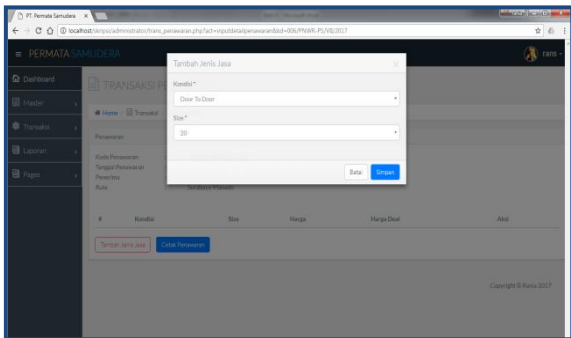 PT. Permata Samudera
localhost/skripsi/administrator/trans_penawaran.php?act=inputdetailpenawaran&id=006/PNWR-PS/VII/2017
PERMATA SAMUDERA
rans
Tambah Jenis Jasa
Dashboard
TRANSAKSI
Kondisi *
Master
Door To Door
Home / Transaksi
Size *
Transaksi
20
Penawaran
Laporan
Kode Penawaran
Tanggal Penawaran
Pages
Penerima
Batal Simpan
Rute
Surabaya-Manado
# Kondisi Size Harga Harga Deal Aksi
Tambah Jenis Jasa Cetak Penawaran
Copyright © Rania 2017